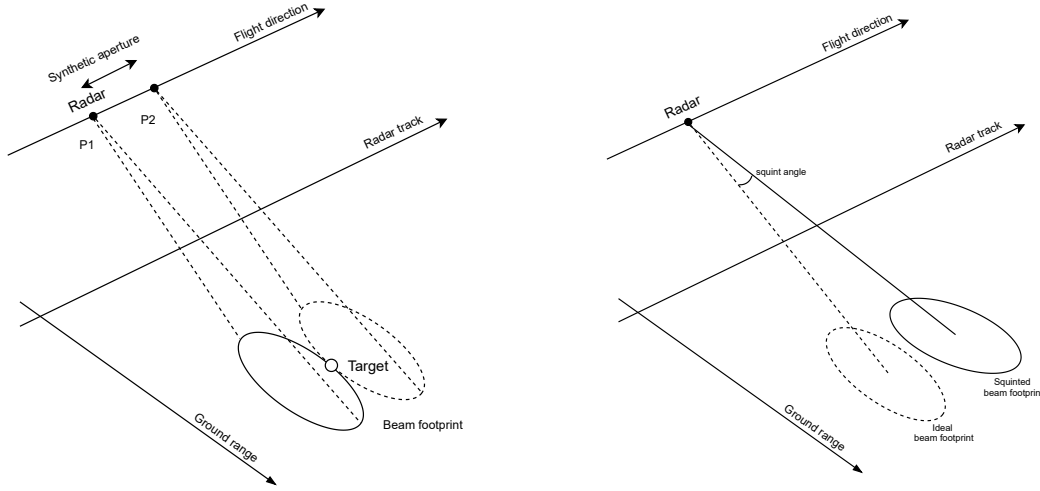 Flight direction
Synthetic aperture
Radar
P1
P2
Radar track
Target
Beam footprint
Ground range
Flight direction
Radar
Radar track
squint angle
Squinted
beam footprint
Ideal
beam footprint
Ground range